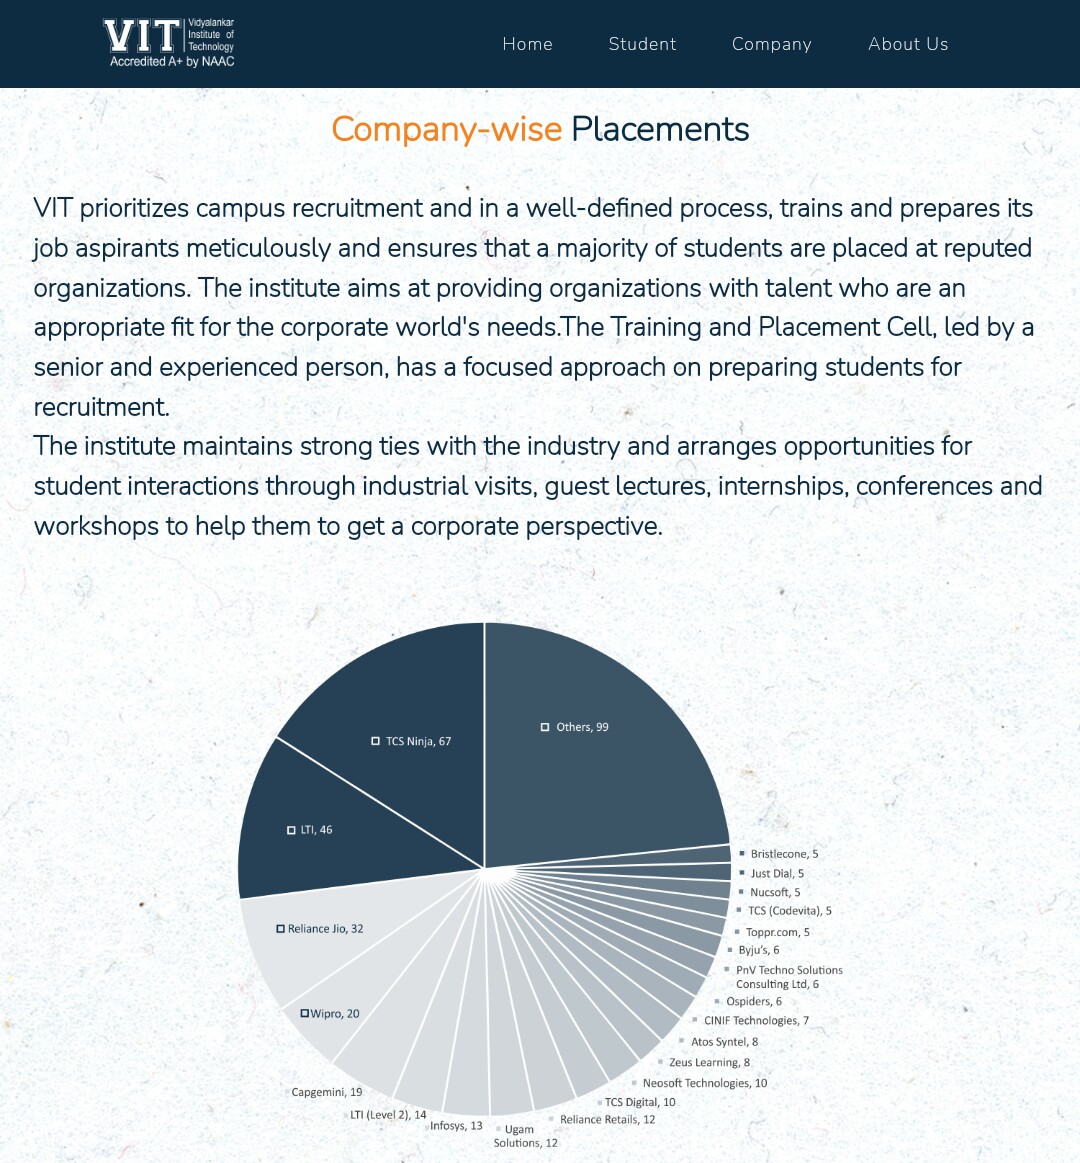 VIT
Vidyalankar
Institute of
Technology
Accredited A+ by NAAC
Home Student Company About Us
Company-wise Placements
VIT prioritizes campus recruitment and in a well-defined process, trains and prepares its
job aspirants meticulously and ensures that a majority of students are placed at reputed
organizations. The institute aims at providing organizations with talent who are an
appropriate fit for the corporate world's needs.The Training and Placement Cell, led by a
senior and experienced person, has a focused approach on preparing students for
recruitment.
The institute maintains strong ties with the industry and arranges opportunities for
student interactions through industrial visits, guest lectures, internships, conferences and
workshops to help them to get a corporate perspective.
Others, 99
TCS Ninja, 67
LTI, 46
Bristlecone, 5
Just Dial, 5
Nucsoft, 5
TCS (Codevita), 5
Reliance Jio, 32
Toppr.com, 5
Byju's, 6
PnV Techno Solutions
Consulting Ltd, 6
Ospiders, 6
Wipro, 20
CINIF Technologies, 7
Atos Syntel, 8
Zeus Learning, 8
Neosoft Technologies, 10
Capgemini, 19
TCS Digital, 10
LTI (Level 2), 14
Reliance Retails, 12
Infosys, 13
Ugam
Solutions, 12